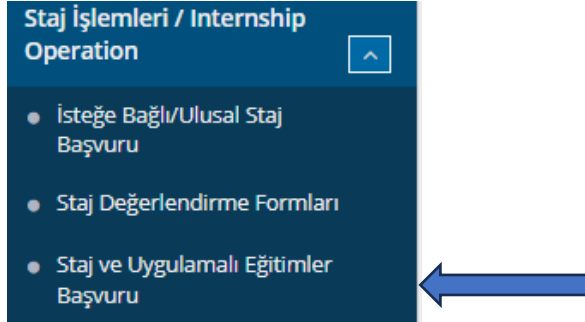 Staj İşlemleri / Internship
Operation
İsteğe Bağlı/Ulusal Staj
Başvuru
Staj Değerlendirme Formları
Staj ve Uygulamalı Eğitimler
Başvuru